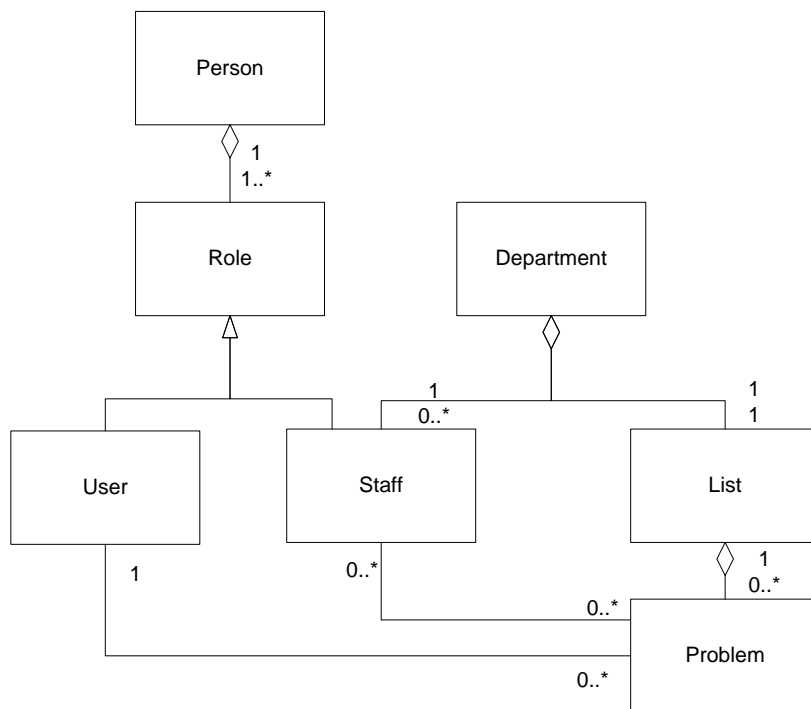 Person
1
1..*
Role
Department
1
0..*
1
1
User
Staff
List
1
0..*
1
0..*
0..*
Problem
0..*